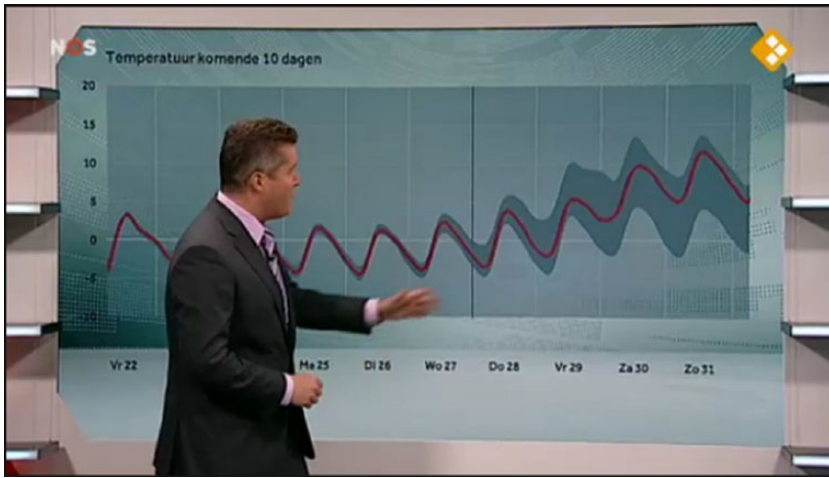 NOS
Temperatuur komende 10 dagen
20
15
10
5
0
-5
-10
Vr 22
Ma 25
Di 26
Wo 27
Do 28
Vr 29
Za 30
Zo 31